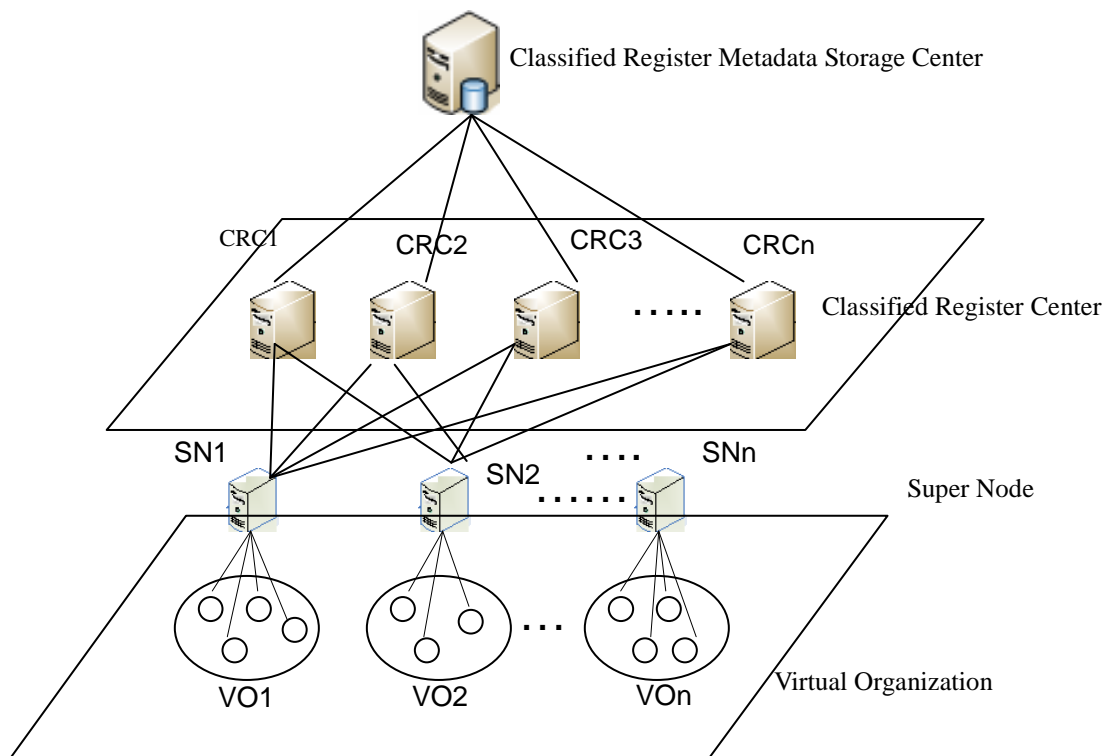 Classified Register Metadata Storage Center
CRC1
CRC2
CRC3
CRCn
.....
Classified Register Center
SN1
SN2
....
SNn
......
Super Node
...
VO1
VO2
VOn
Virtual Organization